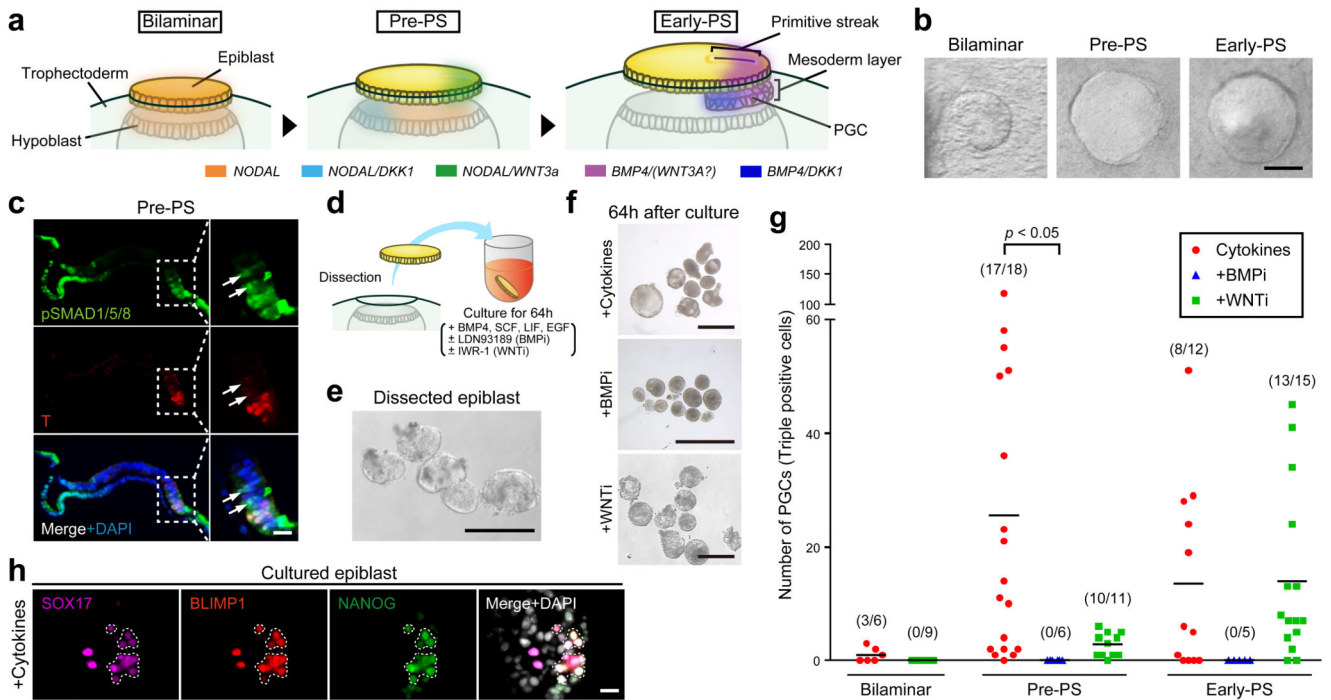 a
Bilaminar
Pre-PS
Early-PS
Primitive streak
Epiblast
Trophectoderm
Mesoderm layer
Hypoblast
PGC
NODAL
NODAL/DKK1
NODAL/WNT3a
BMP4/(WNT3A?)
BMP4/DKK1
b
Bilaminar
Pre-PS
Early-PS
c
Pre-PS
pSMAD1/5/8
T
Merge+DAPI
d
Dissection
Culture for 64h
+ BMP4, SCF, LIF, EGF
± LDN93189 (BMPi)
± IWR-1 (WNTi)
e
Dissected epiblast
f
64h after culture
+Cytokines
+BMPi
+WNTi
g
Number of PGCs (Triple positive cells)
200
150
100
60
40
20
0
p < 0.05
(3/6)
(0/9)
(17/18)
(0/6)
(10/11)
(8/12)
(0/5)
(13/15)
Cytokines
+BMPi
+WNTi
Bilaminar
Pre-PS
Early-PS
h
Cultured epiblast
+Cytokines
SOX17
BLIMP1
NANOG
Merge+DAPI